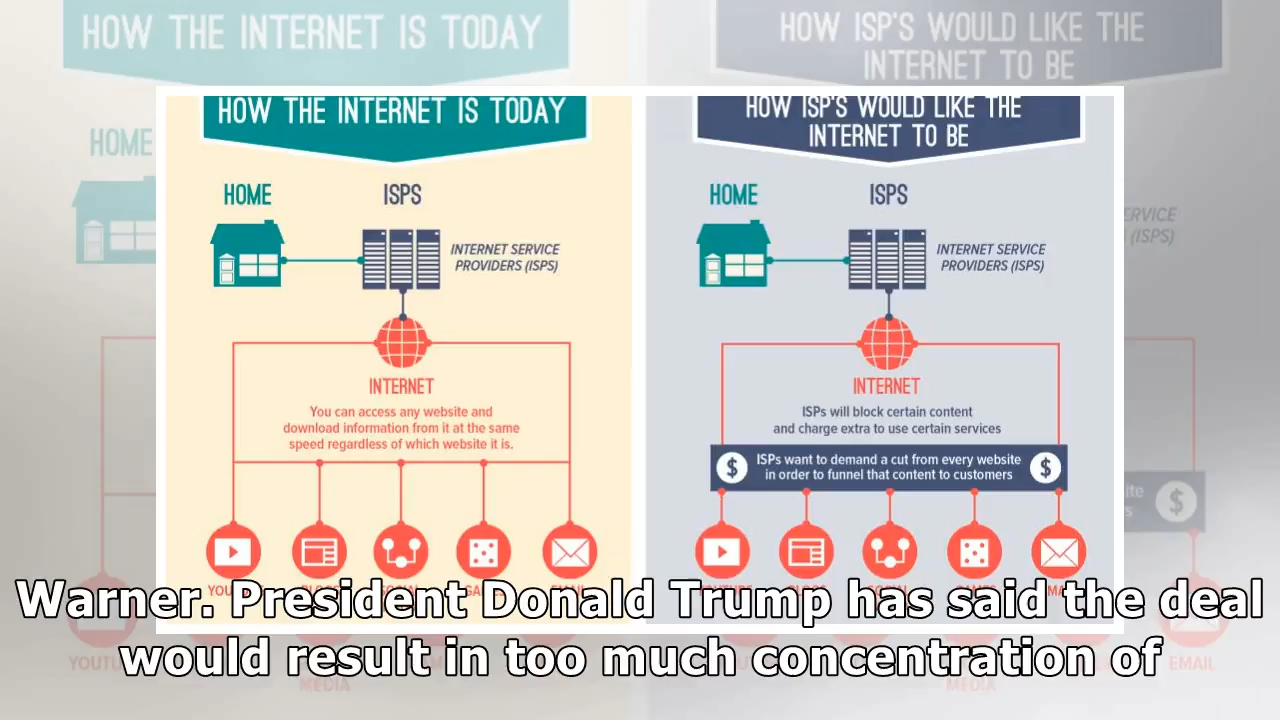 HOW THE INTERNET IS TODAY
HOW ISP'S WOULD LIKE THE
INTERNET TO BE
HOME
HOW THE INTERNET IS TODAY
HOME
ISPS
INTERNET SERVICE
PROVIDERS (ISPS)
INTERNET
You can access any website and
download information from it at the same
speed regardless of which website it is.
HOW ISP'S WOULD LIKE THE
INTERNET TO BE
HOME
ISPS
INTERNET SERVICE
PROVIDERS (ISPS)
INTERNET
ISPs will block certain content
and charge extra to use certain services
$
ISPs want to demand a cut from every website
in order to funnel that content to customers
$
(ISPS)
$
EMAIL
MEDIA
MEDIA
Warner. President Donald Trump has said the deal
would result in too much concentration of